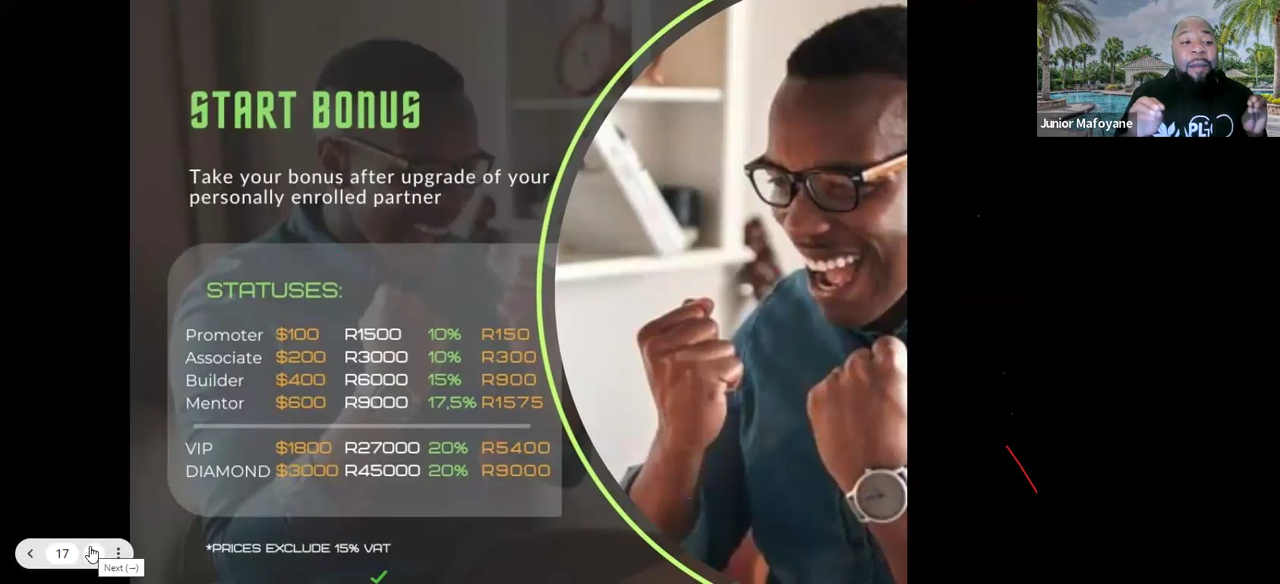 START BONUS
Take your bonus after upgrade of your
personally enrolled partner
STATUSES:
Promoter $100 R1500 10% R150
Associate $200 R3000 10% R300
Builder $400 R6000 15% R900
Mentor $600 R9000 17,5% R1575
VIP $1800 R27000 20% R5400
DIAMOND $3000 R45000 20% R9000
*PRICES EXCLUDE 15% VAT
Junior Mafoyane
17
Next (→)